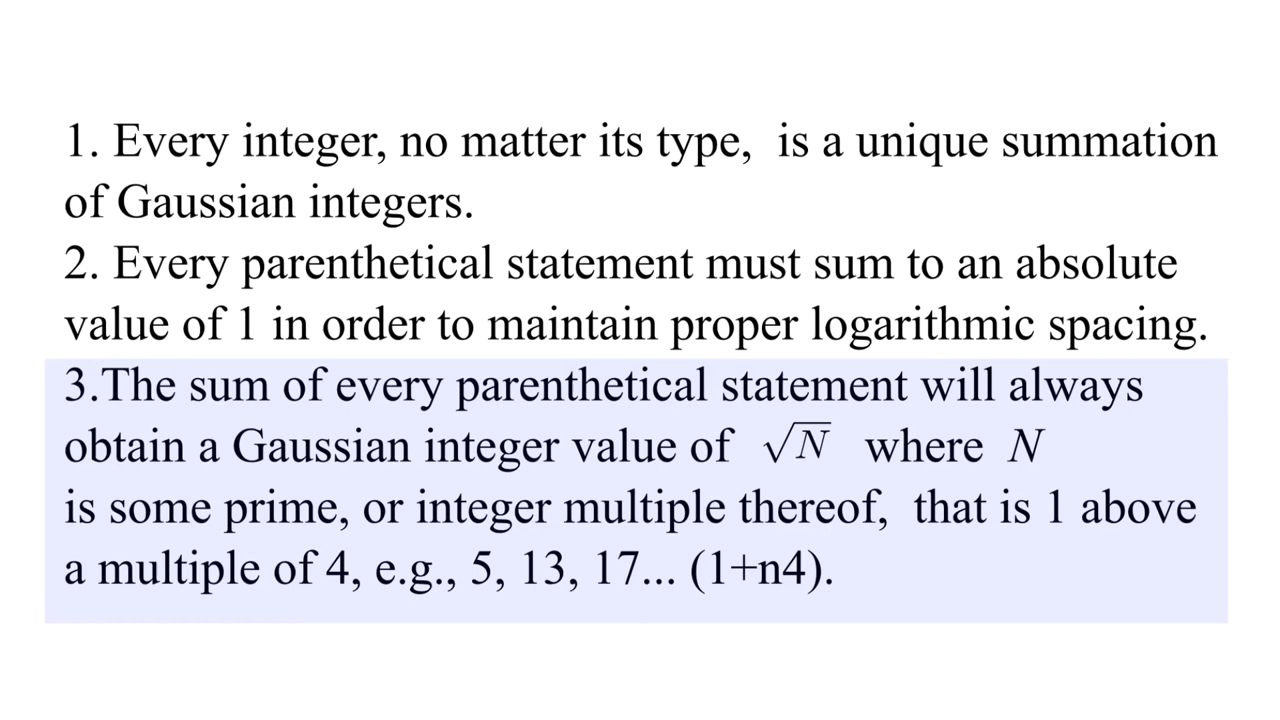 1. Every integer, no matter its type,  is a unique summation
of Gaussian integers.
2. Every parenthetical statement must sum to an absolute
value of 1 in order to maintain proper logarithmic spacing.
3.The sum of every parenthetical statement will always
obtain a Gaussian integer value of √N where N
is some prime, or integer multiple thereof,  that is 1 above
a multiple of 4, e.g., 5, 13, 17... (1+n4).